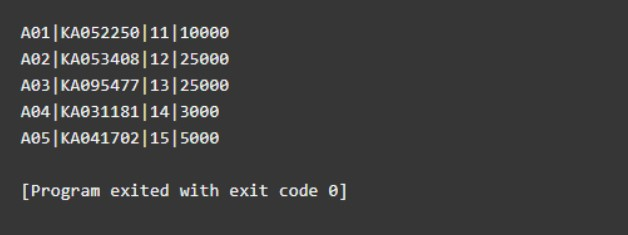 A01|KA052250|11|10000
A02|KA053408|12|25000
A03|KA095477|13|25000
A04|KA031181|14|3000
A05|KA041702|15|5000
[Program exited with exit code 0]